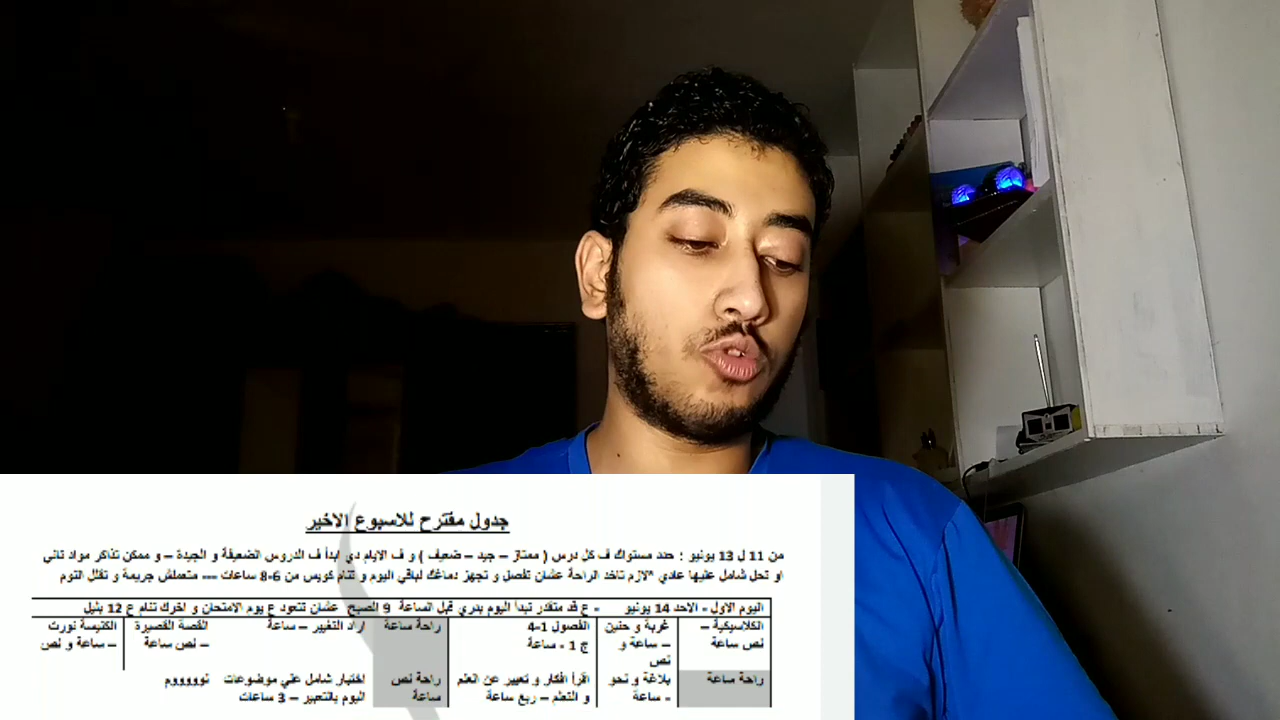 جدول مقترح للاسبوع الاخير
من 11 ل 13 يونيو : حدد مستواك ف كل درس ( ممتاز – جيد – ضعيف ) و ف الايام دي ابدأ ف الدروس الضعيفة و الجيدة – و ممكن تذاكر مواد تاني
او تحل شامل عليها عادي *لازم تاخد الراحة عشان تفصل و تجهز دماغك لباقي اليوم و تنام كويس من 6-8 ساعات --- متعملش جريمة و تقلل النوم
اليوم الاول - الاحد 14 يونيو - ع قد متقدر تبدأ اليوم بدري قبل الساعة 9 الصبح عشان تتعود ع يوم الامتحان و اخرك تنام ع 12 بليل
الكلاسيكية –
نص ساعة
غربة و حنين
– ساعة و
نص
الفصول 1-4
ج 1 - ساعة
راحة ساعة
اراد التغيير – ساعة
القصة القصيرة
– نص ساعة
الكنيسة نورت
– ساعة و نص
راحة ساعة
بلاغة و نحو
- ساعة
اقرأ افكار و تعبير عن العلم
و التعلم – ربع ساعة
راحة نص
ساعة
اختبار شامل علي موضوعات
اليوم بالتعبير – 3 ساعات
نوووووم